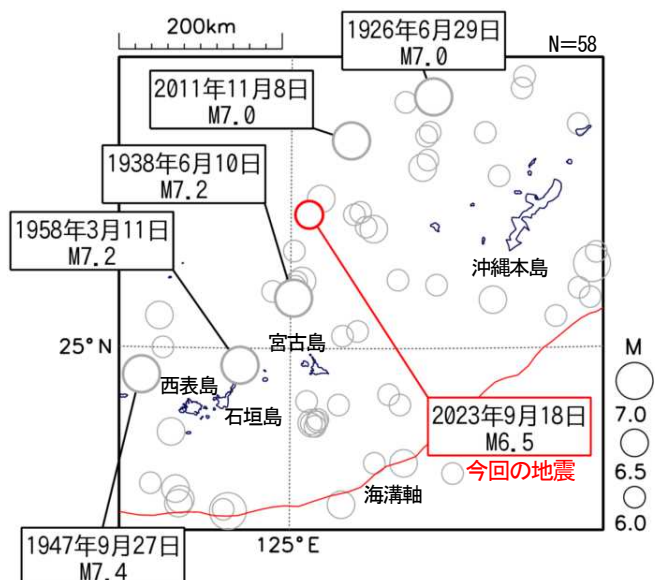 200km
1926年6月29日
M7.0
N=58
2011年11月8日
M7.0
1938年6月10日
M7.2
1958年3月11日
M7.2
沖縄本島
25°N
宮古島
西表島
石垣島
M
7.0
6.5
6.0
2023年9月18日
M6.5
今回の地震
海溝軸
1947年9月27日
M7.4
125°E